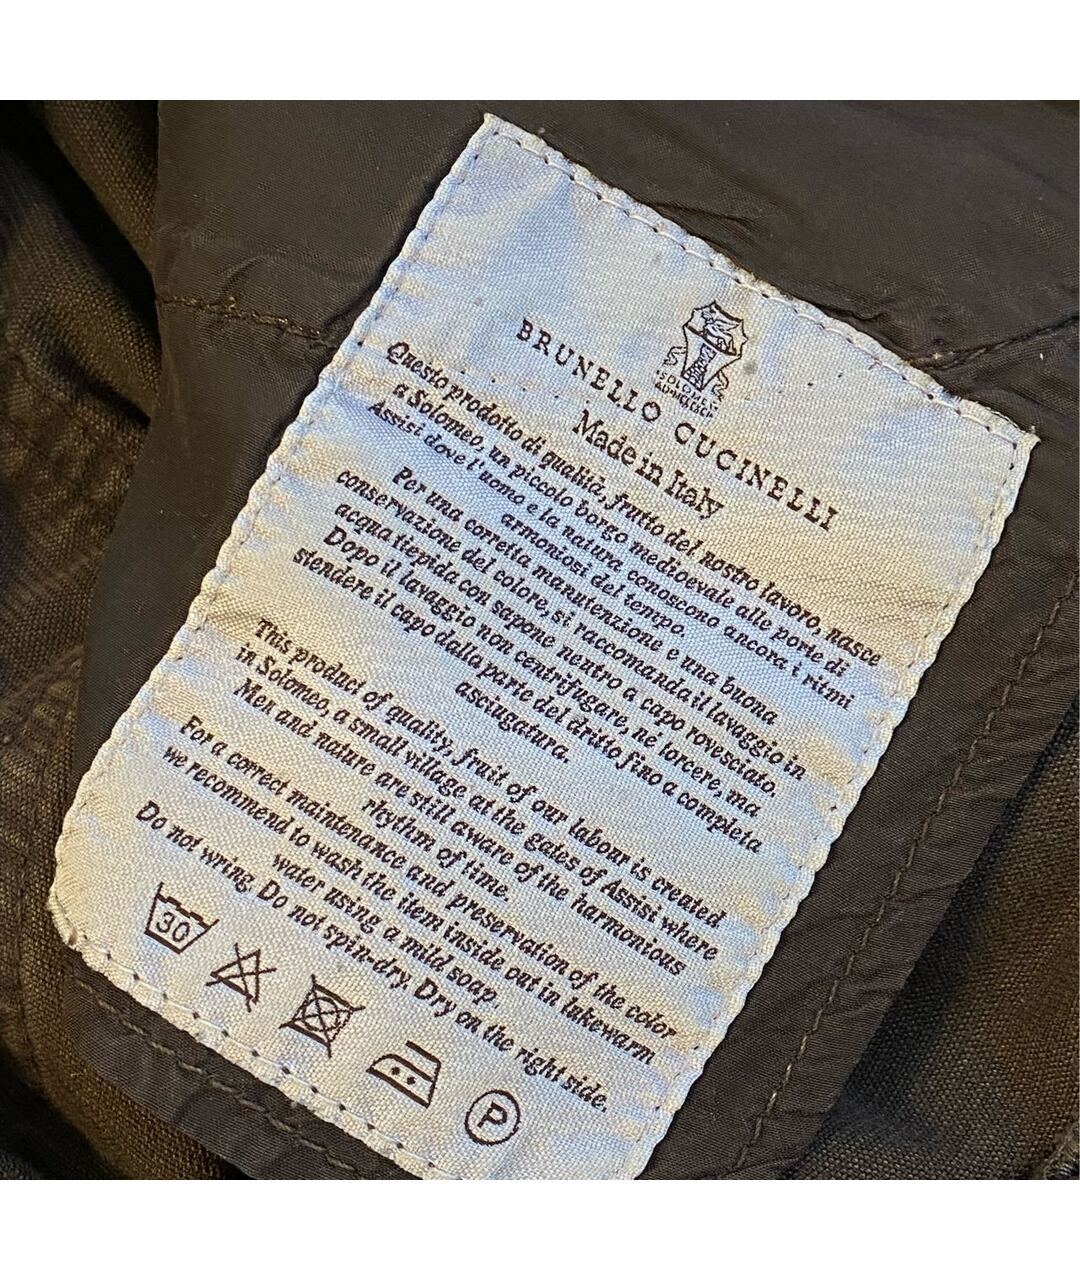 SOLOMEO
BRUNELLO CUCINELLI
Made in Italy
Questo prodotto di qualità, frutto del nostro lavoro, nasce
a Solomeo, un piccolo borgo medioevale alle porte di
Assisi dove l'uomo e la natura conoscono ancora i ritmi
armoniosi del tempo.
Per una corretta manutenzione e una buona
conservazione del colore, si raccomanda il lavaggio in
acqua tiepida con sapone neutro a capo rovesciato.
Dopo il lavaggio non centrifugare, nè torcere, ma
stendere il capo dalla parte del dritto fino a completa
asciugatura.
This product of quality, fruit of our labour is created
in Solomeo, a small village at the gates of Assisi where
Men and nature are still aware of the harmonious
rhythm of time.
For a correct maintenance and preservation of the color
we recommend to wash the item inside out in lukewarm
water using a mild soap.
Do not wring. Do not spin-dry. Dry on the right side.
30
P